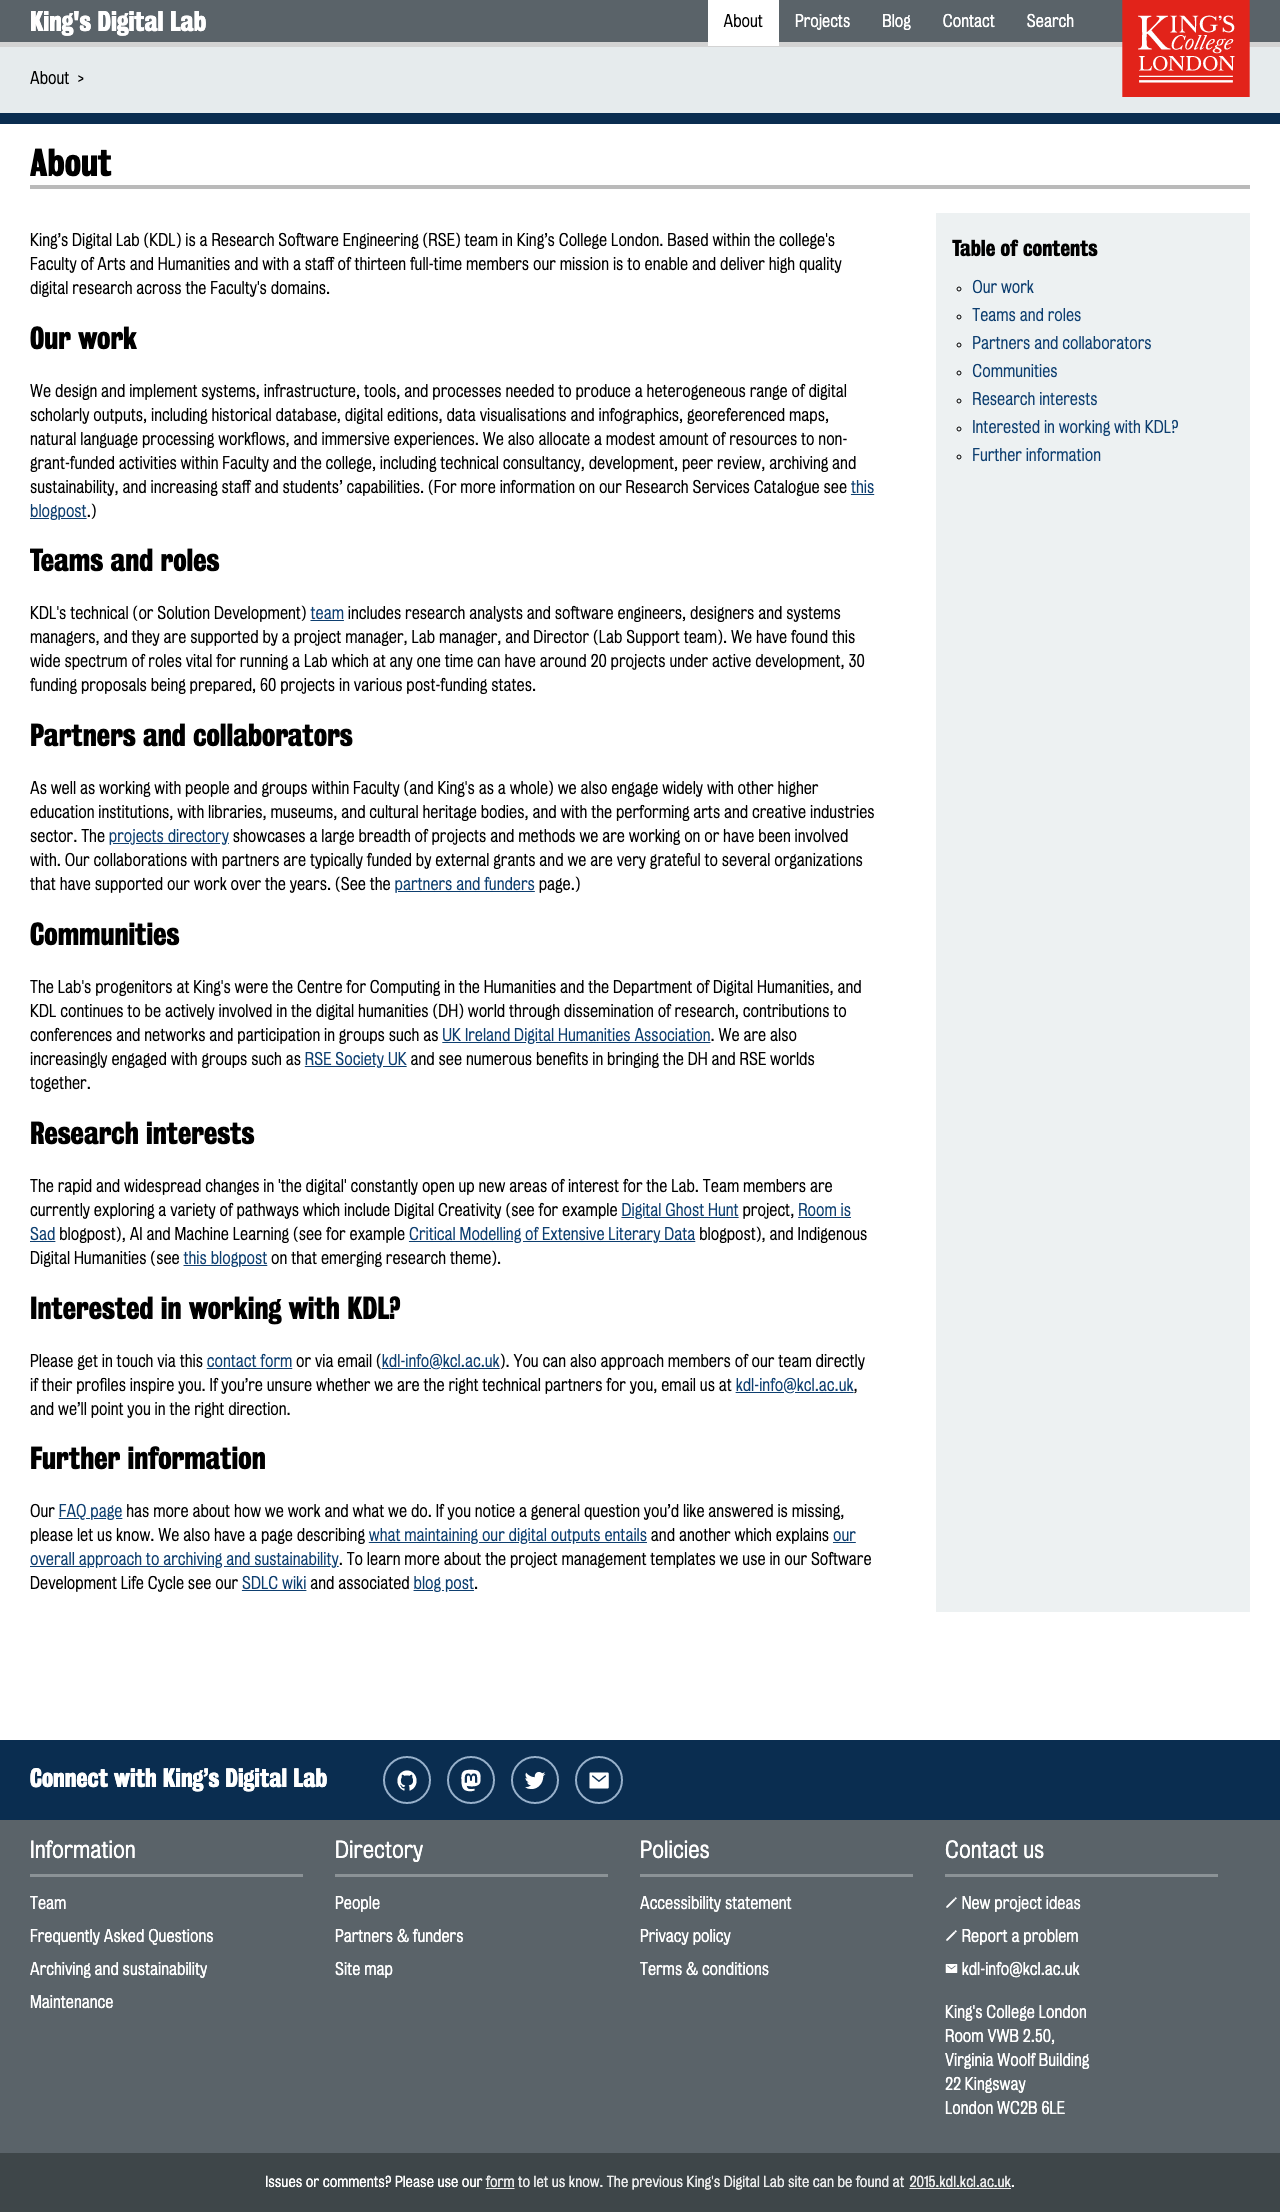 King's Digital Lab
About
Projects
Blog
Contact
Search
KING'S
College
LONDON
About >
About
King’s Digital Lab (KDL) is a Research Software Engineering (RSE) team in King’s College London. Based within the college's
Faculty of Arts and Humanities and with a staff of thirteen full-time members our mission is to enable and deliver high quality
digital research across the Faculty's domains.
Our work
We design and implement systems, infrastructure, tools, and processes needed to produce a heterogeneous range of digital
scholarly outputs, including historical database, digital editions, data visualisations and infographics, georeferenced maps,
natural language processing workflows, and immersive experiences. We also allocate a modest amount of resources to non-
grant-funded activities within Faculty and the college, including technical consultancy, development, peer review, archiving and
sustainability, and increasing staff and students’ capabilities. (For more information on our Research Services Catalogue see this
blogpost.)
Teams and roles
KDL's technical (or Solution Development) team includes research analysts and software engineers, designers and systems
managers, and they are supported by a project manager, Lab manager, and Director (Lab Support team). We have found this
wide spectrum of roles vital for running a Lab which at any one time can have around 20 projects under active development, 30
funding proposals being prepared, 60 projects in various post-funding states.
Partners and collaborators
As well as working with people and groups within Faculty (and King's as a whole) we also engage widely with other higher
education institutions, with libraries, museums, and cultural heritage bodies, and with the performing arts and creative industries
sector. The projects directory showcases a large breadth of projects and methods we are working on or have been involved
with. Our collaborations with partners are typically funded by external grants and we are very grateful to several organizations
that have supported our work over the years. (See the partners and funders page.)
Communities
The Lab's progenitors at King's were the Centre for Computing in the Humanities and the Department of Digital Humanities, and
KDL continues to be actively involved in the digital humanities (DH) world through dissemination of research, contributions to
conferences and networks and participation in groups such as UK Ireland Digital Humanities Association. We are also
increasingly engaged with groups such as RSE Society UK and see numerous benefits in bringing the DH and RSE worlds
together.
Research interests
The rapid and widespread changes in 'the digital' constantly open up new areas of interest for the Lab. Team members are
currently exploring a variety of pathways which include Digital Creativity (see for example Digital Ghost Hunt project, Room is
Sad blogpost), AI and Machine Learning (see for example Critical Modelling of Extensive Literary Data blogpost), and Indigenous
Digital Humanities (see this blogpost on that emerging research theme).
Interested in working with KDL?
Please get in touch via this contact form or via email (kdl-info@kcl.ac.uk). You can also approach members of our team directly
if their profiles inspire you. If you’re unsure whether we are the right technical partners for you, email us at kdl-info@kcl.ac.uk,
and we’ll point you in the right direction.
Further information
Our FAQ page has more about how we work and what we do. If you notice a general question you’d like answered is missing,
please let us know. We also have a page describing what maintaining our digital outputs entails and another which explains our
overall approach to archiving and sustainability. To learn more about the project management templates we use in our Software
Development Life Cycle see our SDLC wiki and associated blog post.
Table of contents
Our work
Teams and roles
Partners and collaborators
Communities
Research interests
Interested in working with KDL?
Further information
Connect with King’s Digital Lab
Information
Team
Frequently Asked Questions
Archiving and sustainability
Maintenance
Directory
People
Partners & funders
Site map
Policies
Accessibility statement
Privacy policy
Terms & conditions
Contact us
New project ideas
Report a problem
kdl-info@kcl.ac.uk
King's College London
Room VWB 2.50,
Virginia Woolf Building
22 Kingsway
London WC2B 6LE
Issues or comments? Please use our form to let us know. The previous King's Digital Lab site can be found at 2015.kdl.kcl.ac.uk.